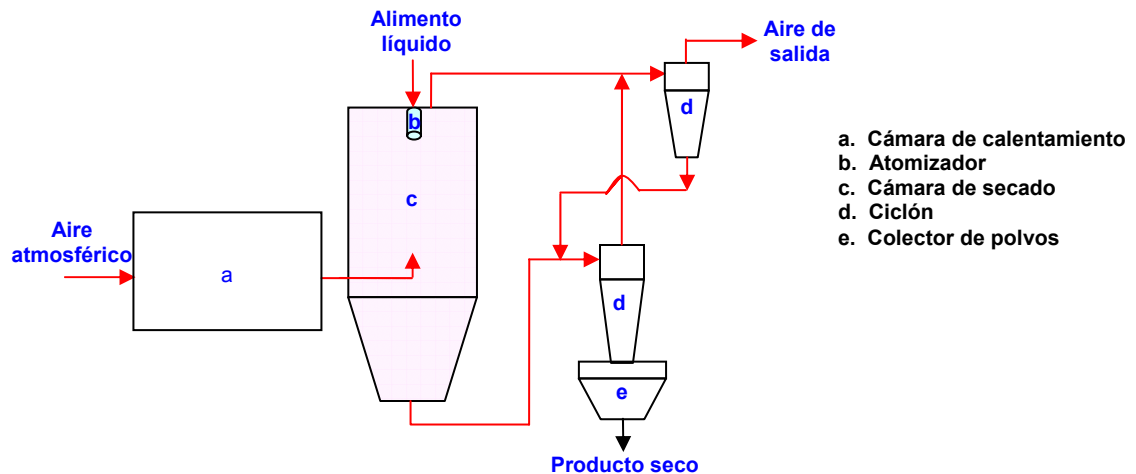 Alimento
líquido
Aire de
salida
b
d
a. Cámara de calentamiento
b. Atomizador
c. Cámara de secado
d. Ciclón
e. Colector de polvos
c
Aire
atmosférico
a
d
e
Producto seco